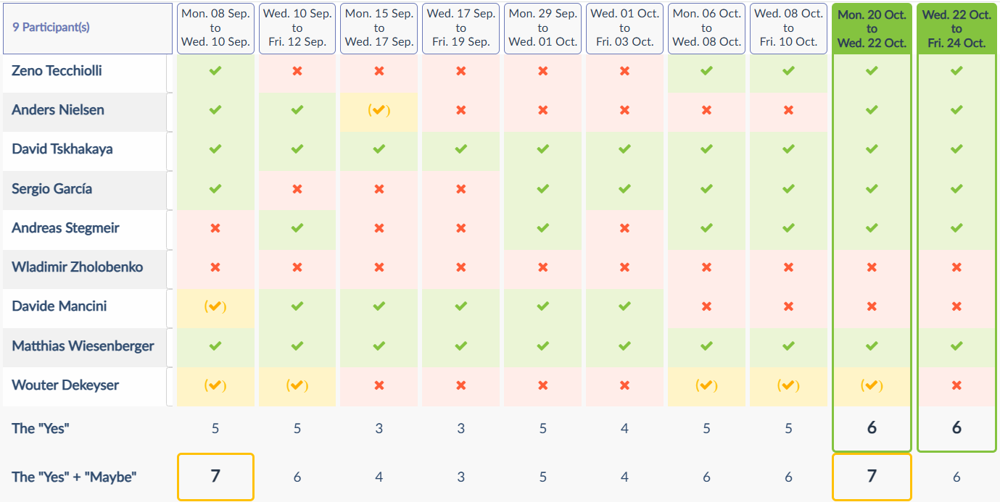 9 Participant(s)
Mon. 08 Sep. to Wed. 10 Sep.
Wed. 10 Sep. to Fri. 12 Sep.
Mon. 15 Sep. to Wed. 17 Sep.
Wed. 17 Sep. to Fri. 19 Sep.
Mon. 29 Sep. to Wed. 01 Oct.
Wed. 01 Oct. to Fri. 03 Oct.
Mon. 06 Oct. to Wed. 08 Oct.
Wed. 08 Oct. to Fri. 10 Oct.
Mon. 20 Oct. to Wed. 22 Oct.
Wed. 22 Oct. to Fri. 24 Oct.
Zeno Tecchiolli
Anders Nielsen
David Tskhakaya
Sergio García
Andreas Stegmeir
Wladimir Zholobenko
Davide Mancini
Matthias Wiesenberger
Wouter Dekeyser
The "Yes" 5 5 3 3 5 4 5 5 6 6
The "Yes" + "Maybe" 7 6 4 3 5 4 6 6 7 6